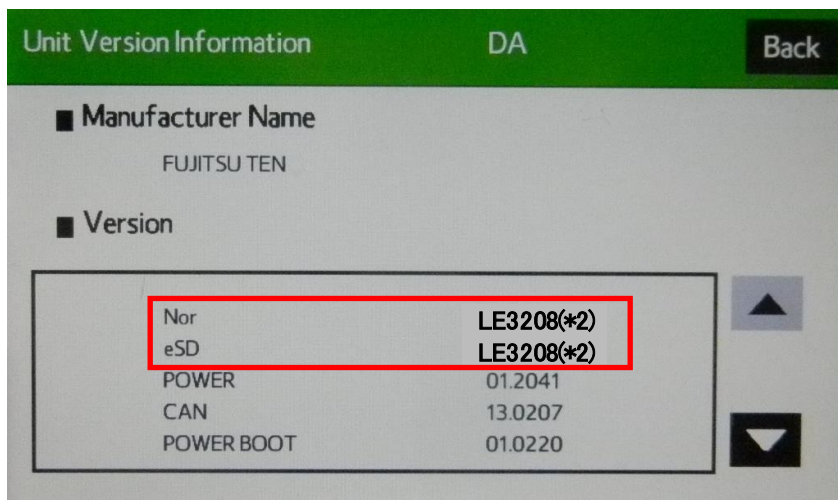 Unit Version Information DA Back
■ Manufacturer Name
FUJITSU TEN
■ Version
Nor LE3208(*2)
eSD LE3208(*2)
POWER 01.2041
CAN 13.0207
POWER BOOT 01.0220